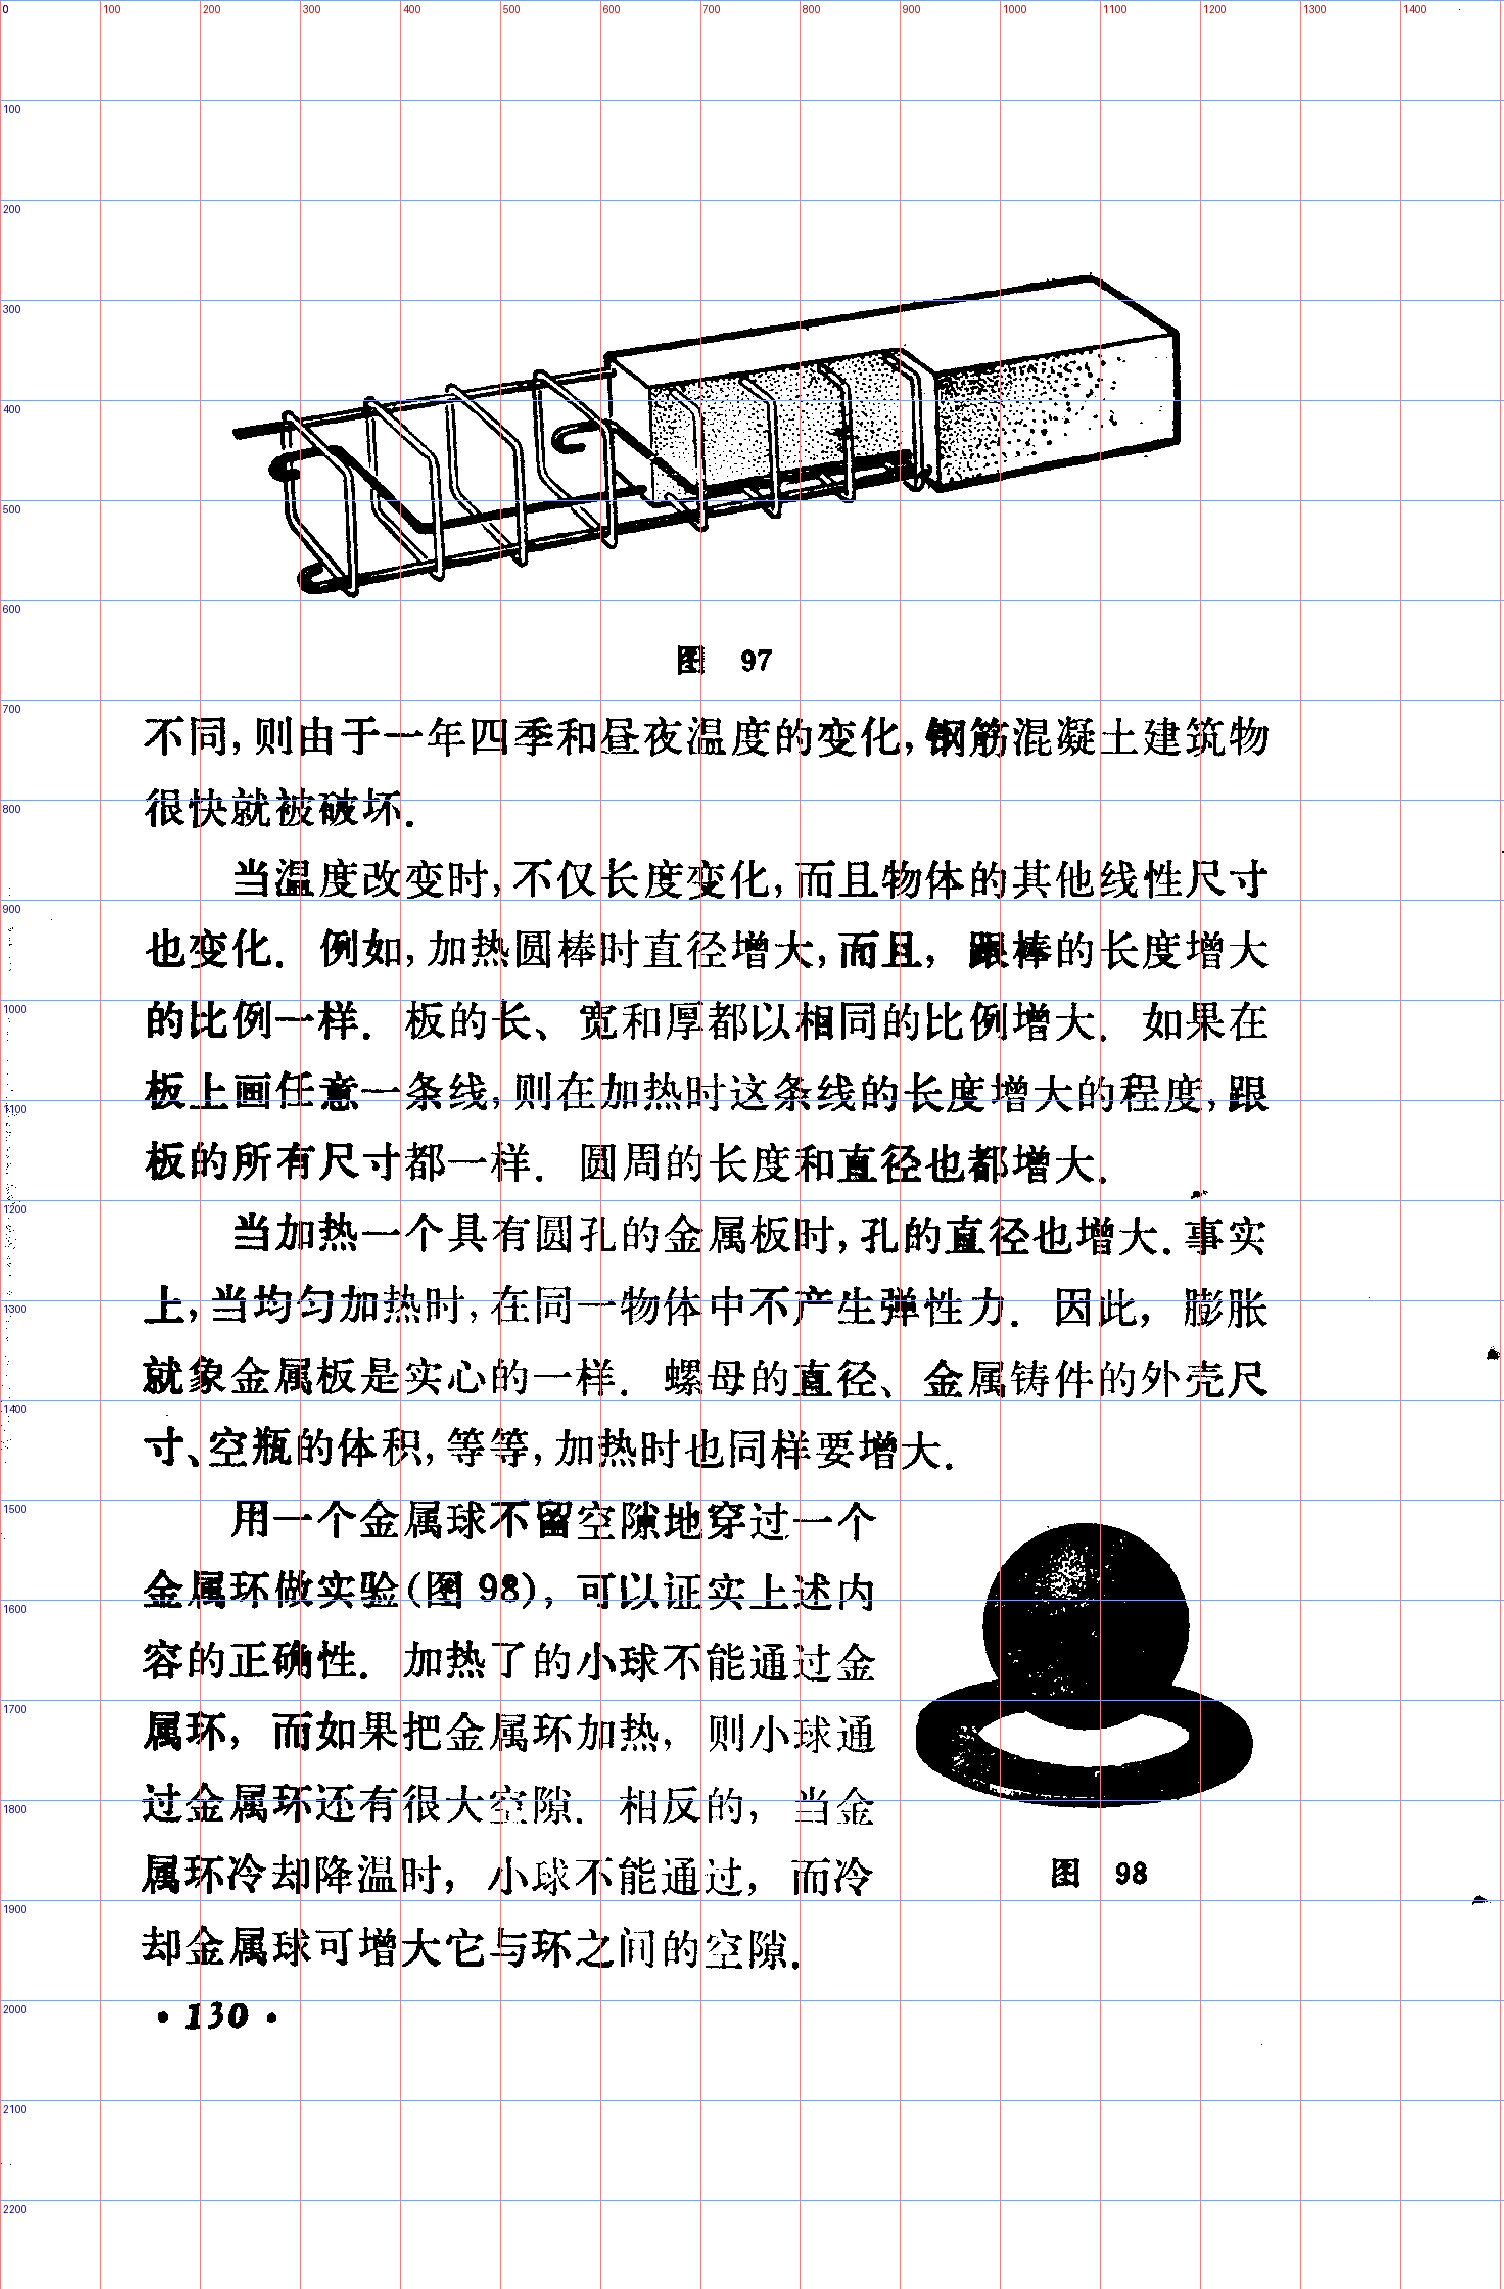 图 97
不同,则由于一年四季和昼夜温度的变化,钢筋混凝土建筑物
很快就被破坏.
当温度改变时,不仅长度变化,而且物体的其他线性尺寸
也变化. 例如,加热圆棒时直径增大,而且, 跟棒的长度增大
的比例一样. 板的长、宽和厚都以相同的比例增大. 如果在
板上画任意一条线,则在加热时这条线的长度增大的程度,跟
板的所有尺寸都一样. 圆周的长度和直径也都增大.
当加热一个具有圆孔的金属板时,孔的直径也增大.事实
上,当均匀加热时,在同一物体中不产生弹性力. 因此, 膨胀
就象金属板是实心的一样. 螺母的直径、金属铸件的外壳尺
寸、空瓶的体积,等等,加热时也同样要增大.
用一个金属球不留空隙地穿过一个
金属环做实验(图 98), 可以证实上述内
容的正确性. 加热了的小球不能通过金
属环, 而如果把金属环加热, 则小球通
过金属环还有很大空隙. 相反的, 当金
属环冷却降温时, 小球不能通过, 而冷
却金属球可增大它与环之间的空隙.
图 98
• 130 •